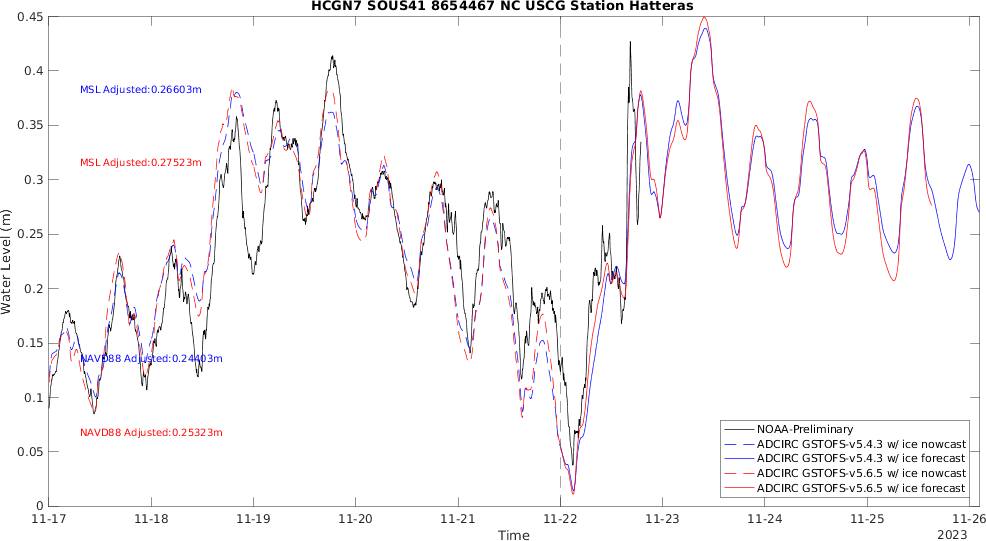 HCGN7 SOUS41 8654467 NC USCG Station Hatteras
Water Level (m)
0.45
0.4
0.35
0.3
0.25
0.2
0.15
0.1
0.05
0
MSL Adjusted:0.26603m
MSL Adjusted:0.27523m
NAVD88 Adjusted:0.24403m
NAVD88 Adjusted:0.25323m
NOAA-Preliminary
ADCIRC GSTOFS-v5.4.3 w/ ice nowcast
ADCIRC GSTOFS-v5.4.3 w/ ice forecast
ADCIRC GSTOFS-v5.6.5 w/ ice nowcast
ADCIRC GSTOFS-v5.6.5 w/ ice forecast
11-17 11-18 11-19 11-20 11-21 11-22 11-23 11-24 11-25 11-26
Time
2023